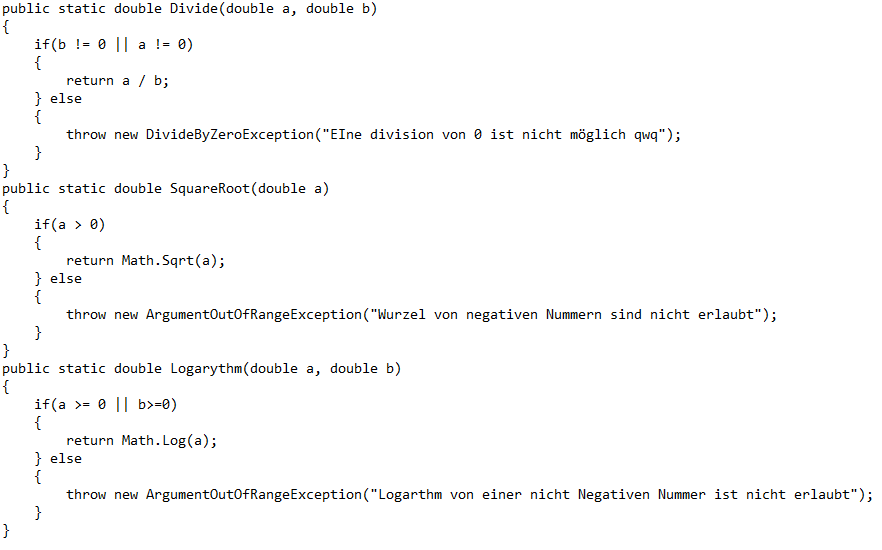 public static double Divide(double a, double b)
{
    if(b != 0 || a != 0)
    {
        return a / b;
    } else
    {
        throw new DivideByZeroException("EIne division von 0 ist nicht möglich qwq");
    }
}
public static double SquareRoot(double a)
{
    if(a > 0)
    {
        return Math.Sqrt(a);
    } else
    {
        throw new ArgumentOutOfRangeException("Wurzel von negativen Nummern sind nicht erlaubt");
    }
}
public static double Logarythm(double a, double b)
{
    if(a >= 0 || b>=0)
    {
        return Math.Log(a);
    } else
    {
        throw new ArgumentOutOfRangeException("Logarthm von einer nicht Negativen Nummer ist nicht erlaubt");
    }
}